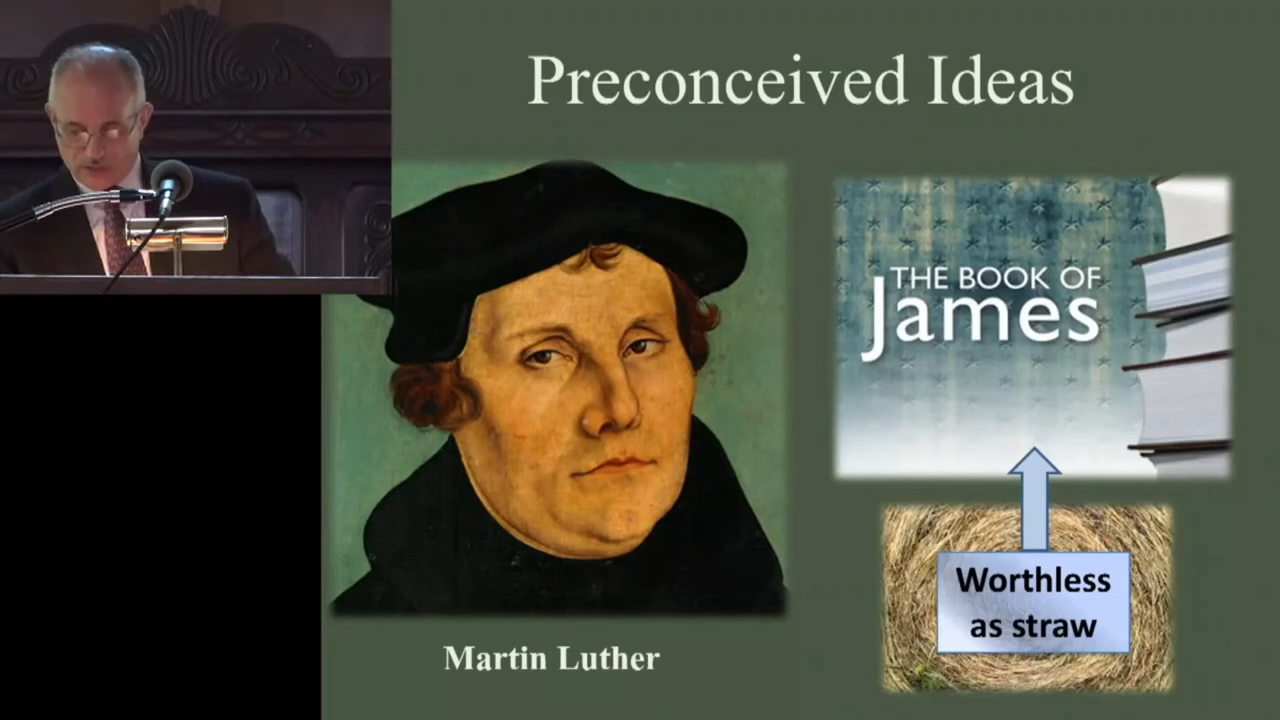 Preconceived Ideas
THE BOOK OF
James
Worthless
as straw
Martin Luther